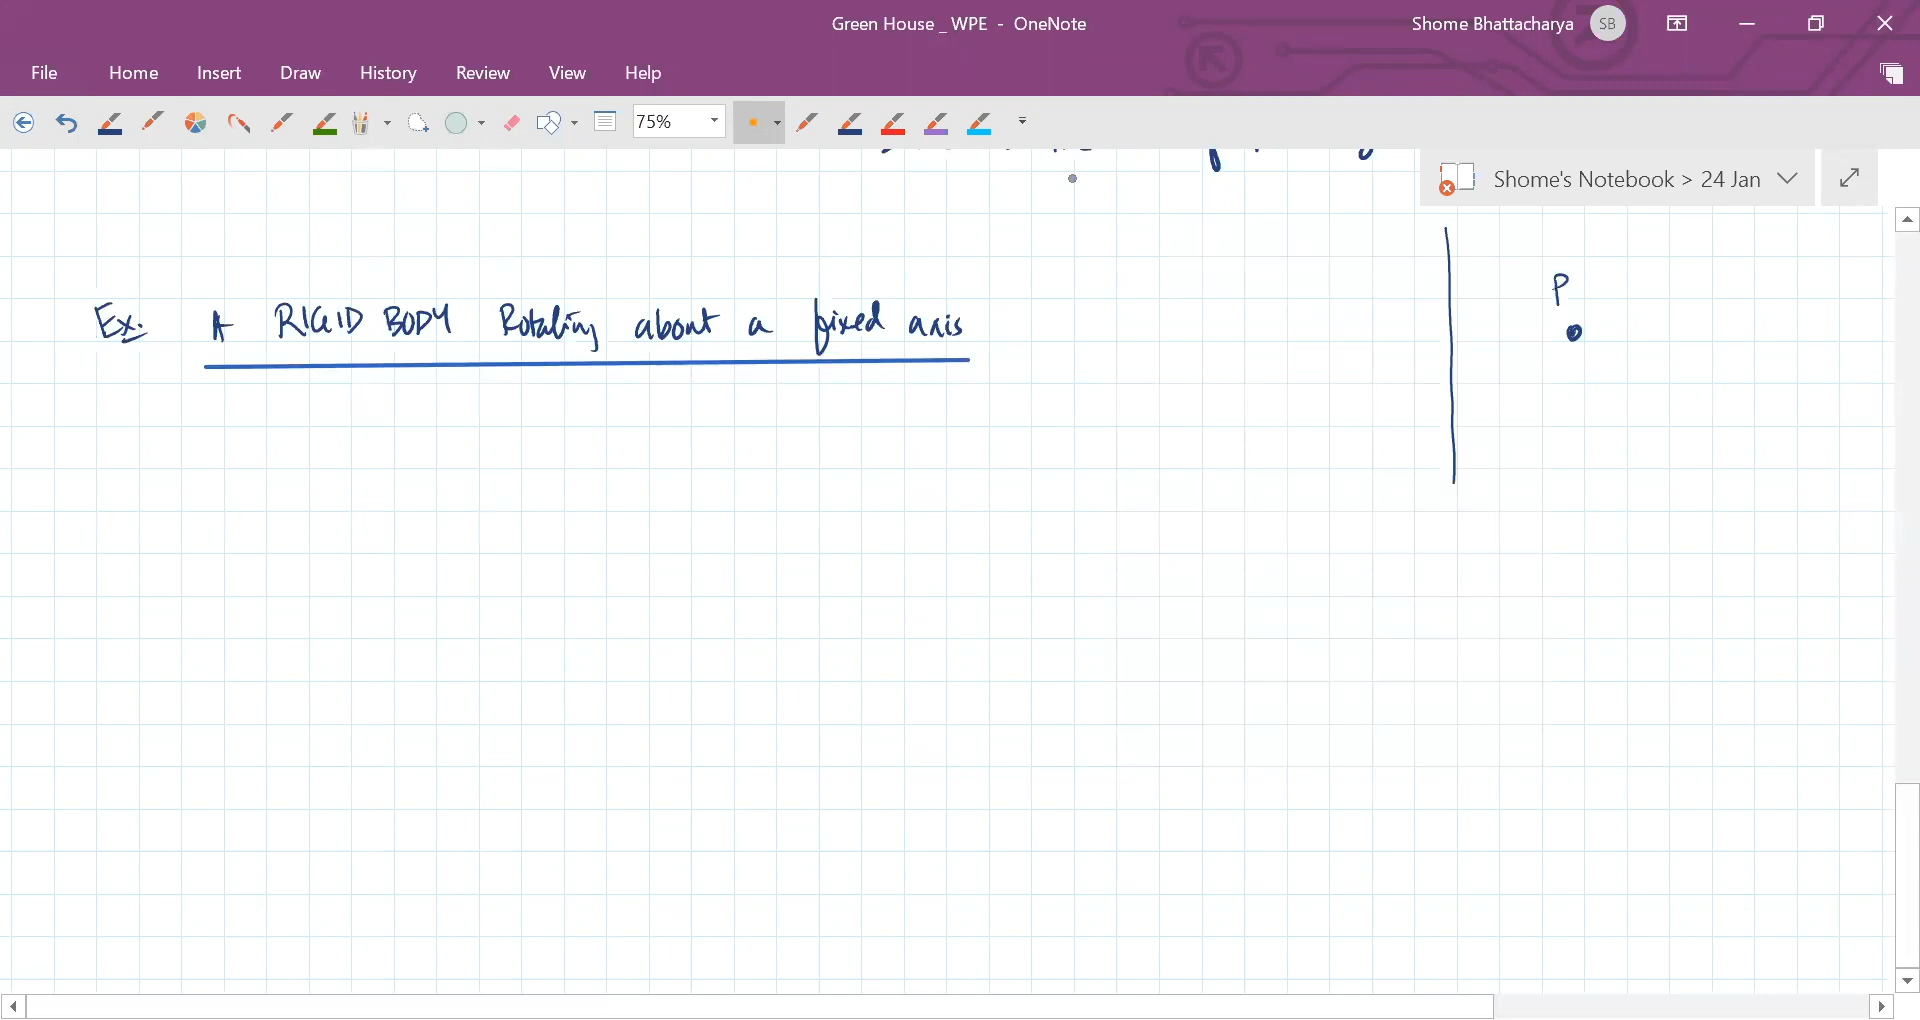 Green House _ WPE - OneNote
Shome Bhattacharya SB
File Home Insert Draw History Review View Help
75%
Shome's Notebook > 24 Jan
P
Ex. A RIGID BODY Rotating about a fixed axis